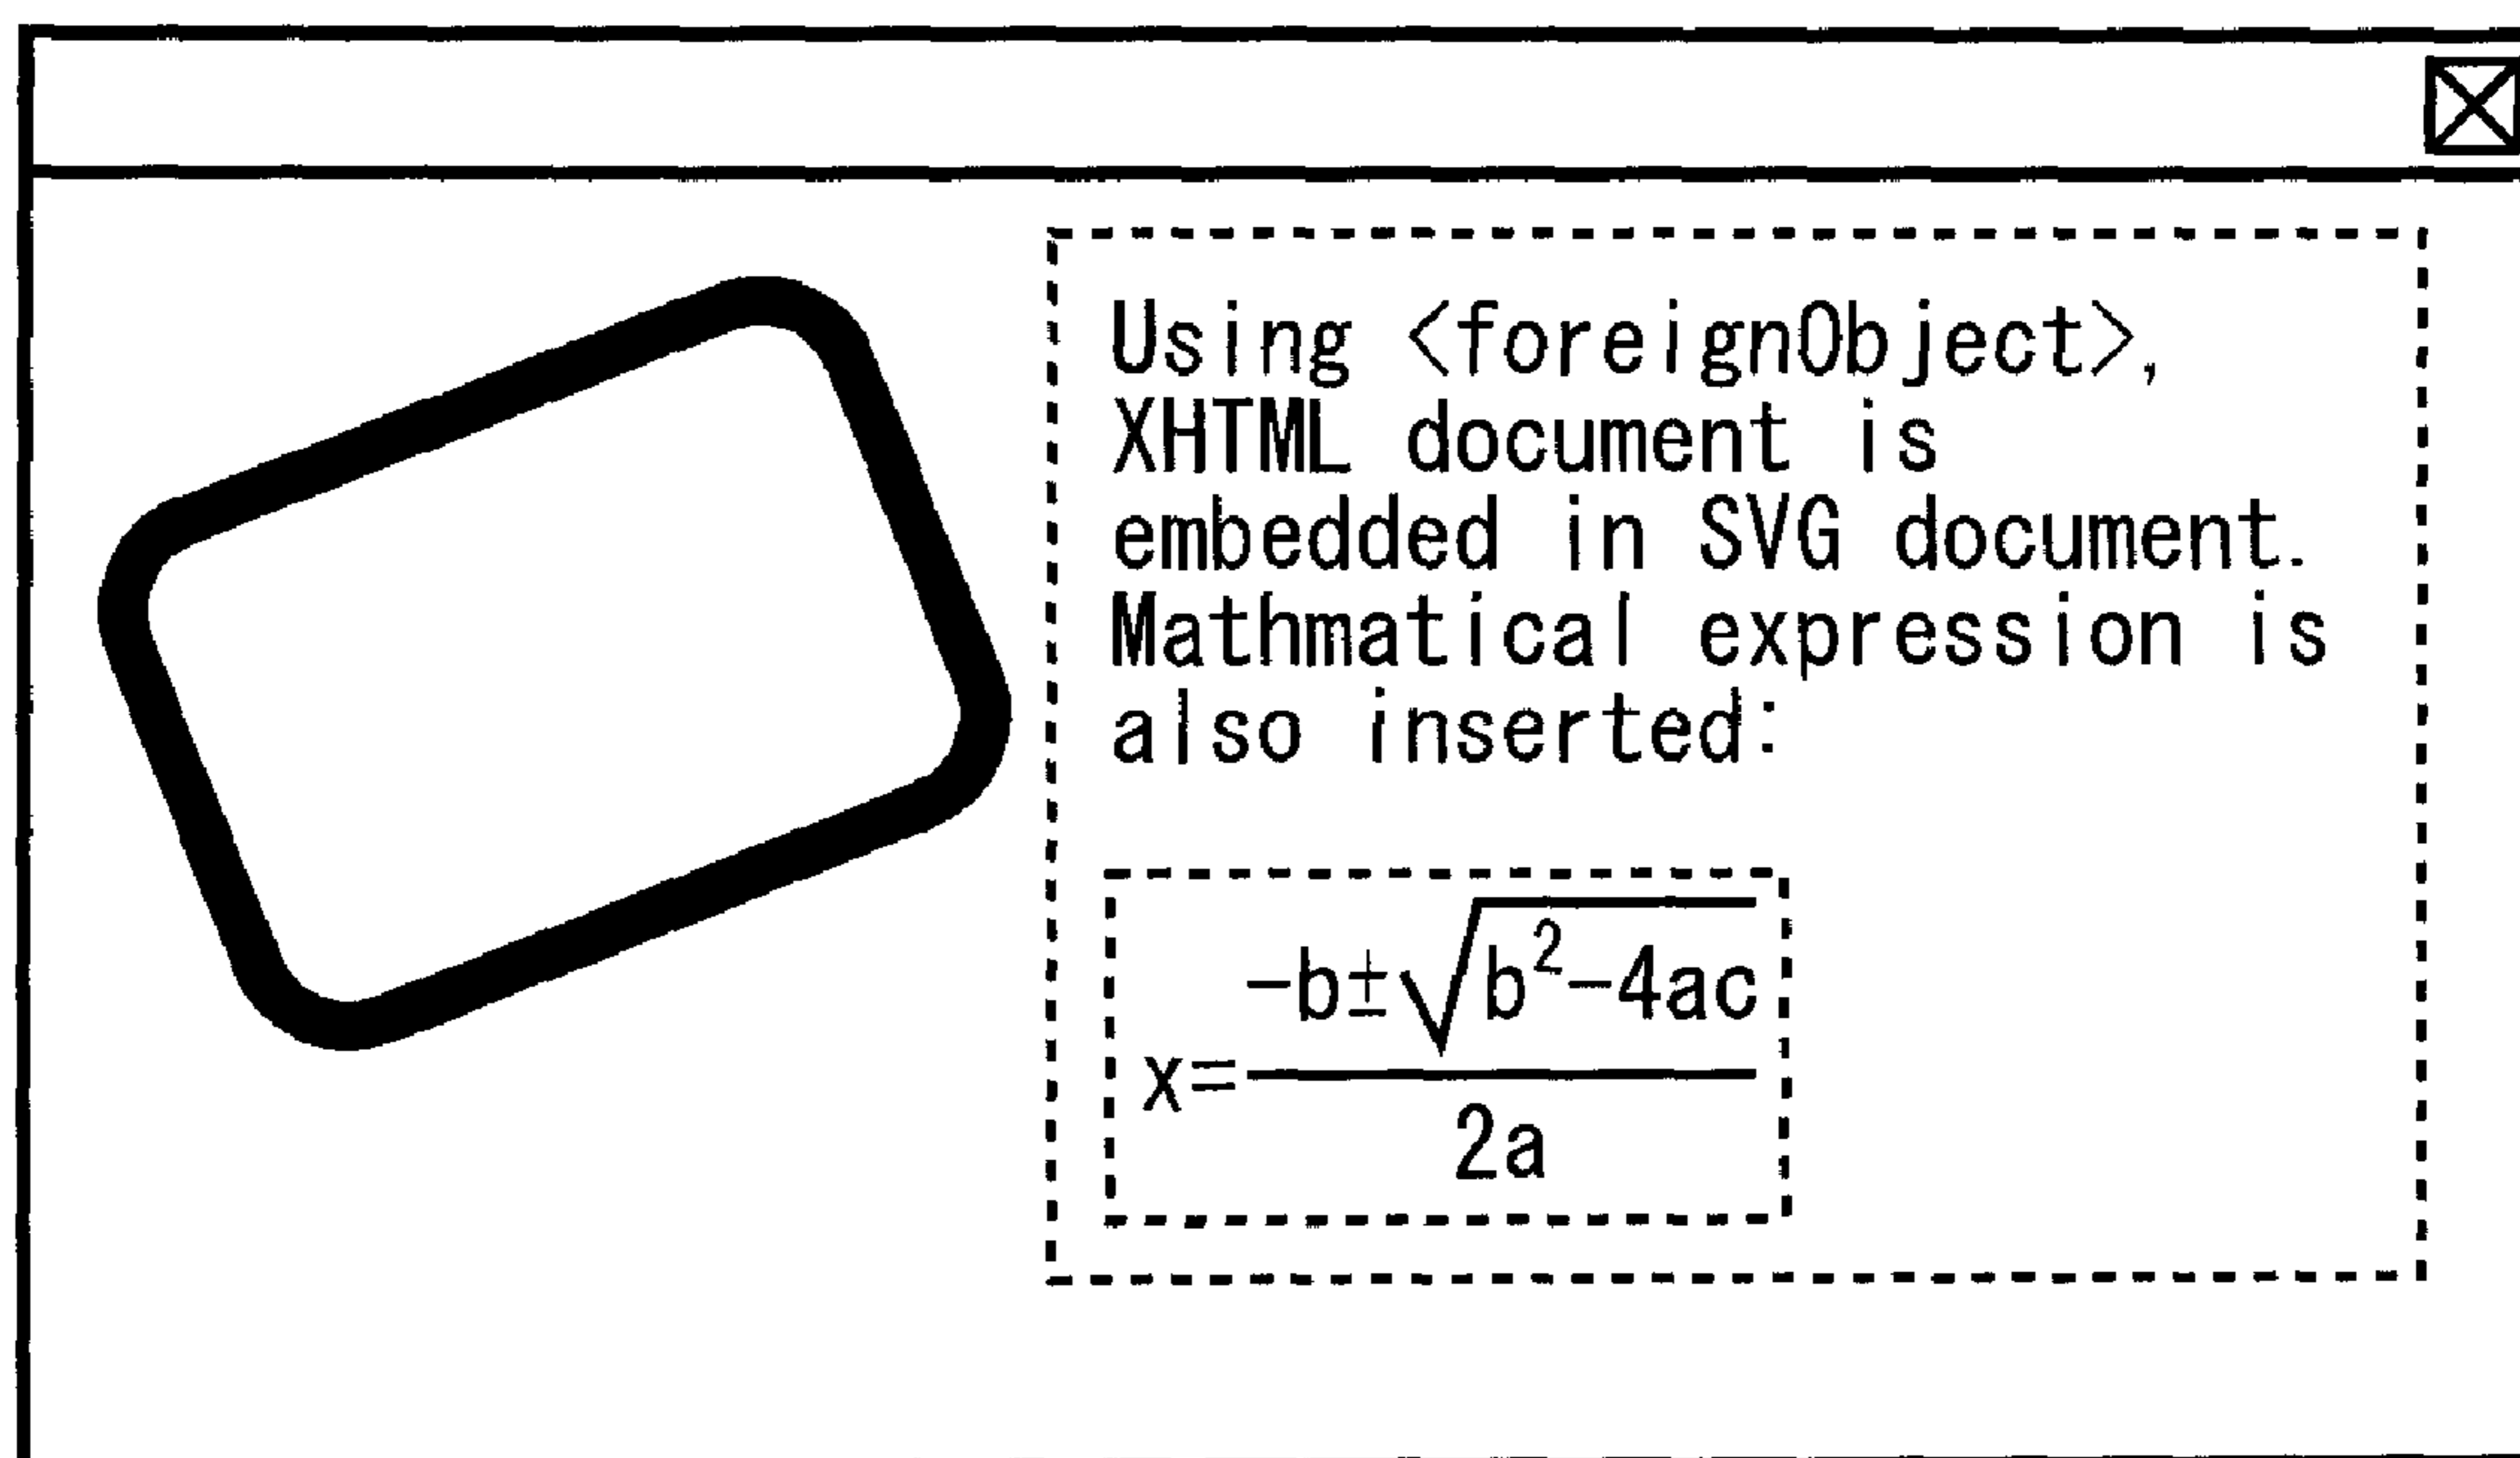 Using <foreignObject>,
XHTML document is
embedded in SVG document.
Mathmatical expression is
also inserted:
x=-b±√b²-4ac
2a